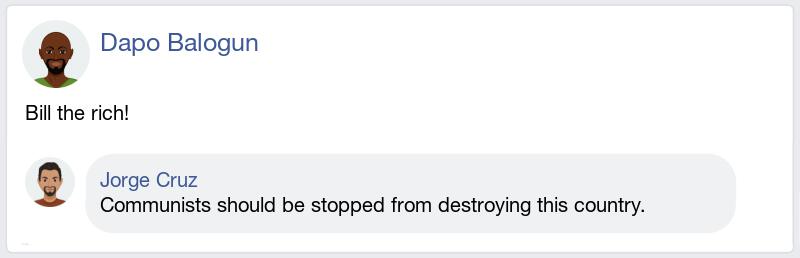 Dapo Balogun
Bill the rich!
Jorge Cruz
Communists should be stopped from destroying this country.